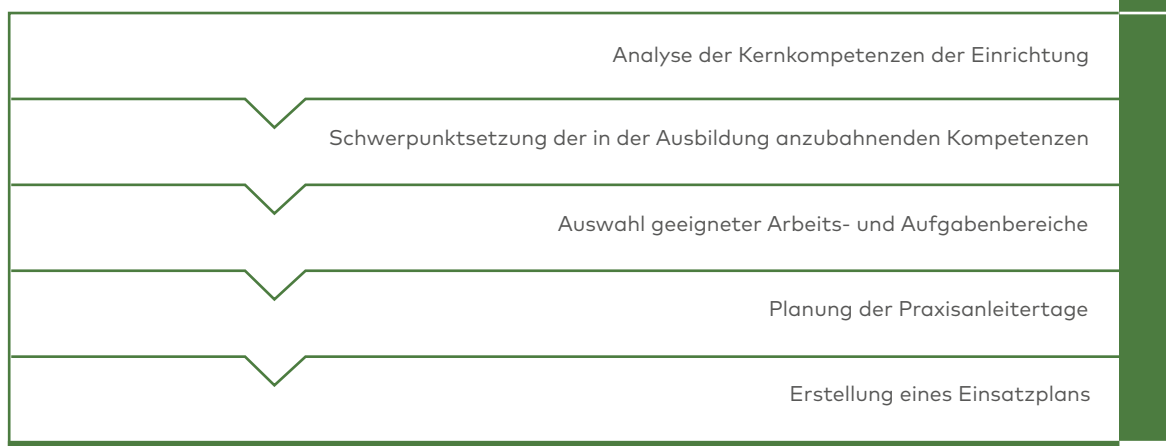 Analyse der Kernkompetenzen der Einrichtung
Schwerpunktsetzung der in der Ausbildung anzubahnenden Kompetenzen
Auswahl geeigneter Arbeits- und Aufgabenbereiche
Planung der Praxisanleitertage
Erstellung eines Einsatzplans